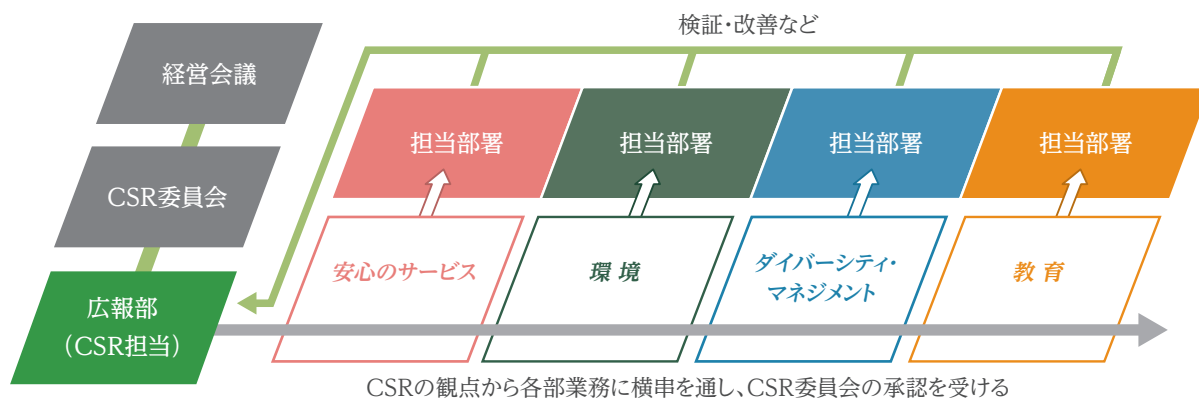 検証・改善など
経営会議
CSR委員会
広報部
（CSR担当）
担当部署
担当部署
担当部署
担当部署
安心のサービス
環境
ダイバーシティ・
マネジメント
教育
CSRの観点から各部業務に横串を通し、CSR委員会の承認を受ける